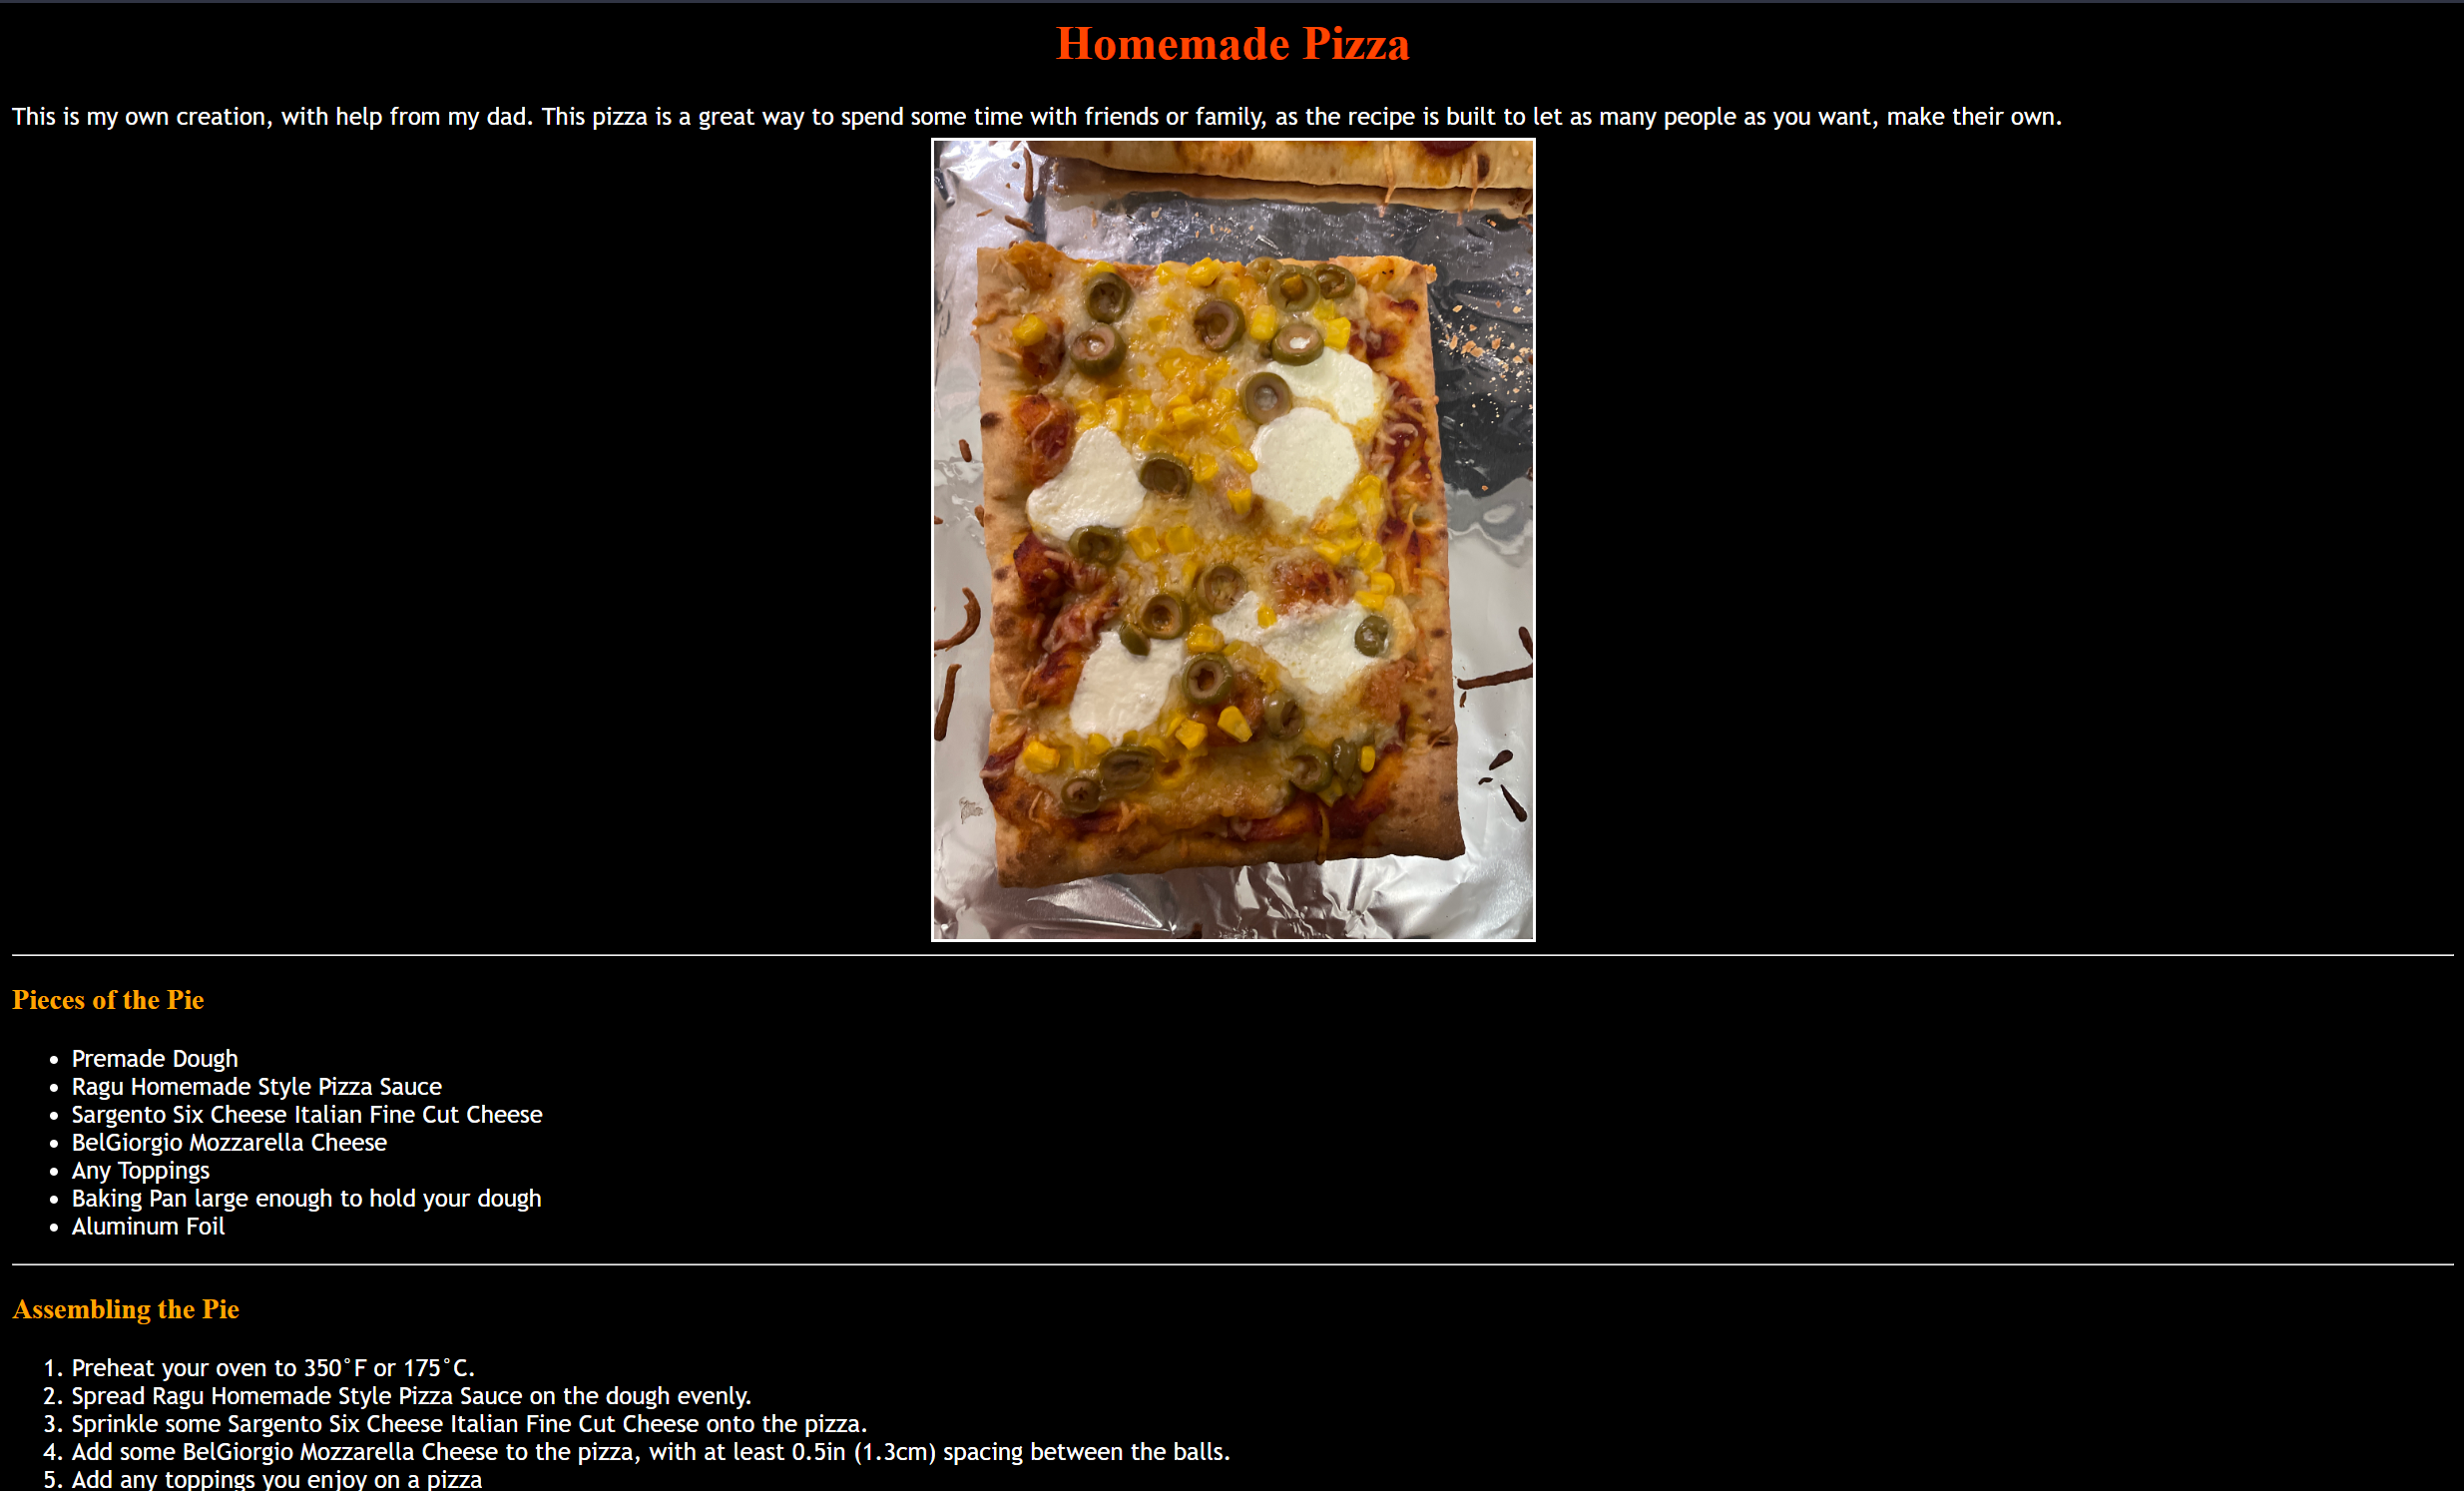 Homemade Pizza
This is my own creation, with help from my dad. This pizza is a great way to spend some time with friends or family, as the recipe is built to let as many people as you want, make their own.
Pieces of the Pie
• Premade Dough
• Ragu Homemade Style Pizza Sauce
• Sargento Six Cheese Italian Fine Cut Cheese
• BelGiorgio Mozzarella Cheese
• Any Toppings
• Baking Pan large enough to hold your dough
• Aluminum Foil
Assembling the Pie
1. Preheat your oven to 350°F or 175°C.
2. Spread Ragu Homemade Style Pizza Sauce on the dough evenly.
3. Sprinkle some Sargento Six Cheese Italian Fine Cut Cheese onto the pizza.
4. Add some BelGiorgio Mozzarella Cheese to the pizza, with at least 0.5in (1.3cm) spacing between the balls.
5. Add any toppings you enjoy on a pizza